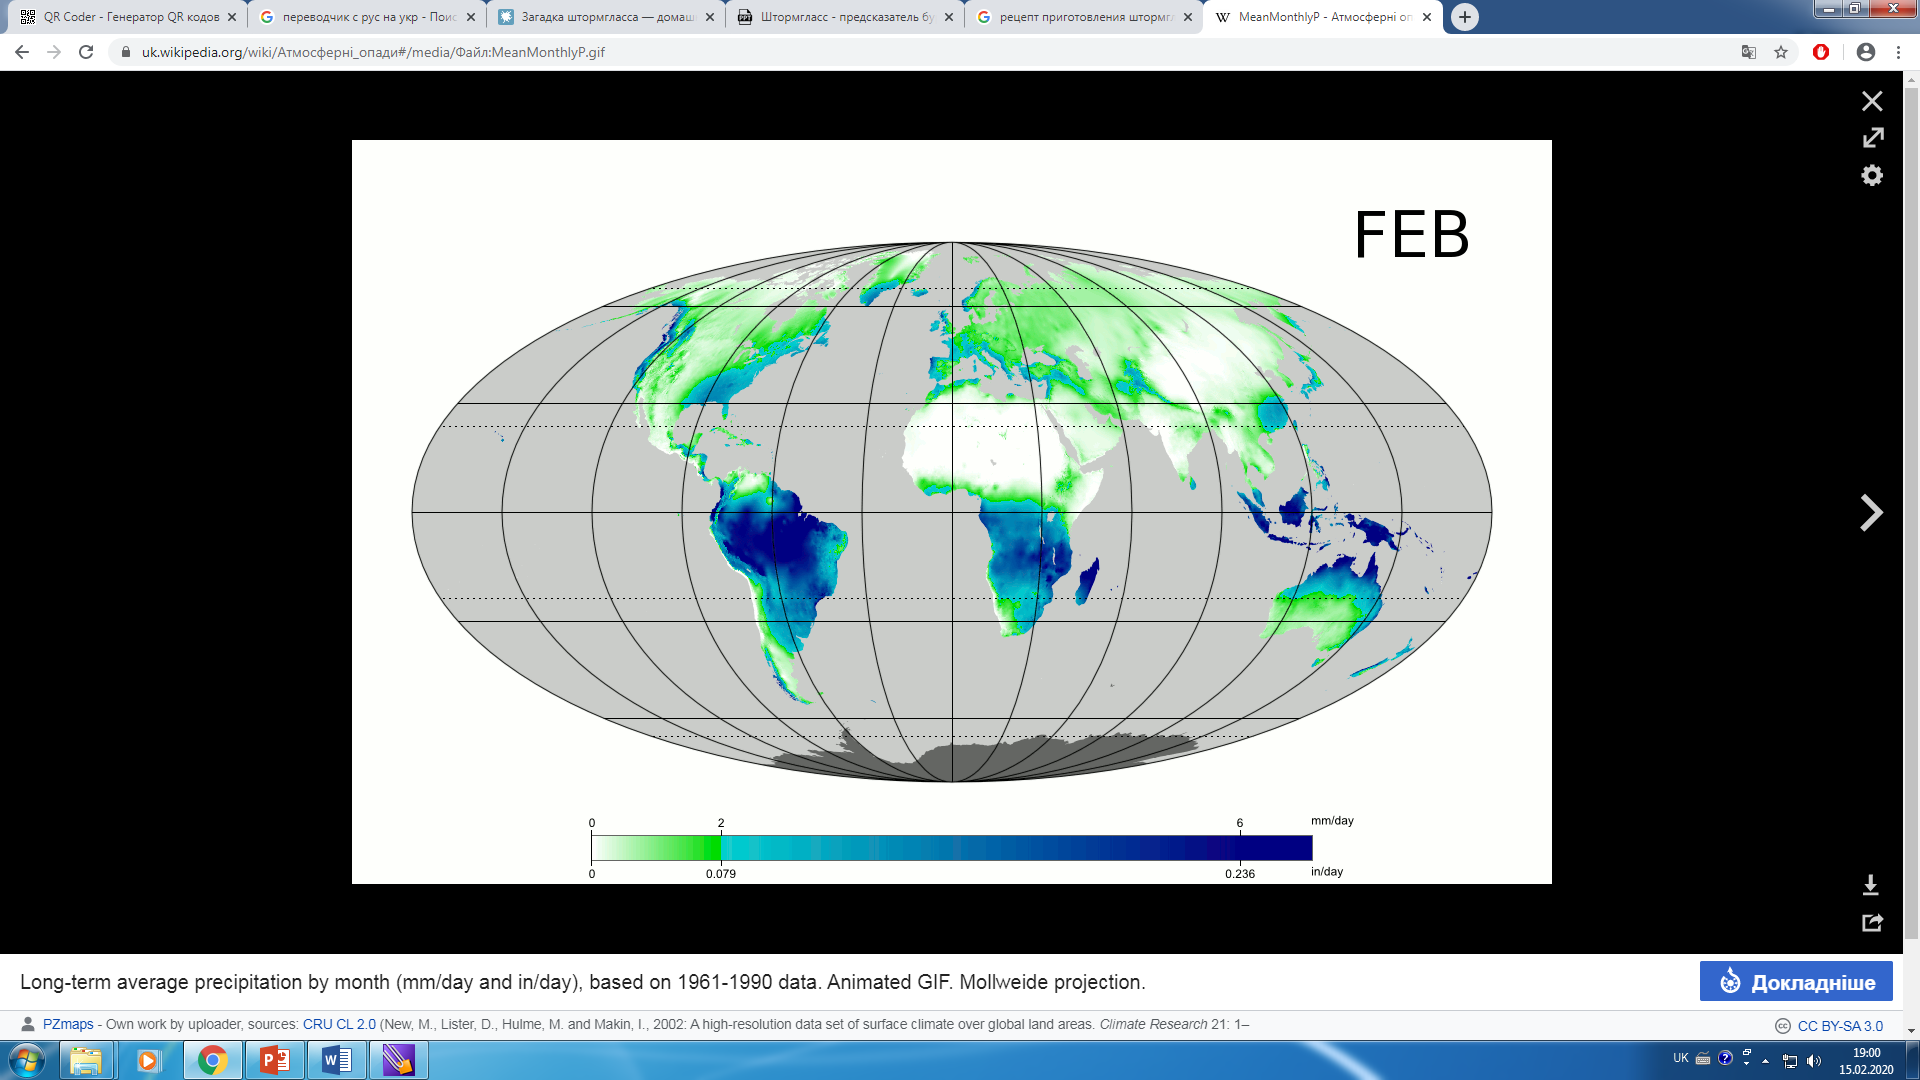 QR Coder - Генератор QR кодов
переводчик с рус на укр - Поис
Загадка штормгласса — домаш
Штормгласс - предсказатель бу
рецепт приготовления штормгл
MeanMonthlyP - Атмосферні оп
uk.wikipedia.org/wiki/Атмосферні_опади#/media/Файл:MeanMonthlyP.gif
FEB
0 2 6 mm/day
0 0.079 0.236 in/day
Long-term average precipitation by month (mm/day and in/day), based on 1961-1990 data. Animated GIF. Mollweide projection.
Докладніше
PZmaps - Own work by uploader, sources: CRU CL 2.0 (New, M., Lister, D., Hulme, M. and Makin, I., 2002: A high-resolution data set of surface climate over global land areas. Climate Research 21: 1–
CC BY-SA 3.0
UK
19:00
15.02.2020